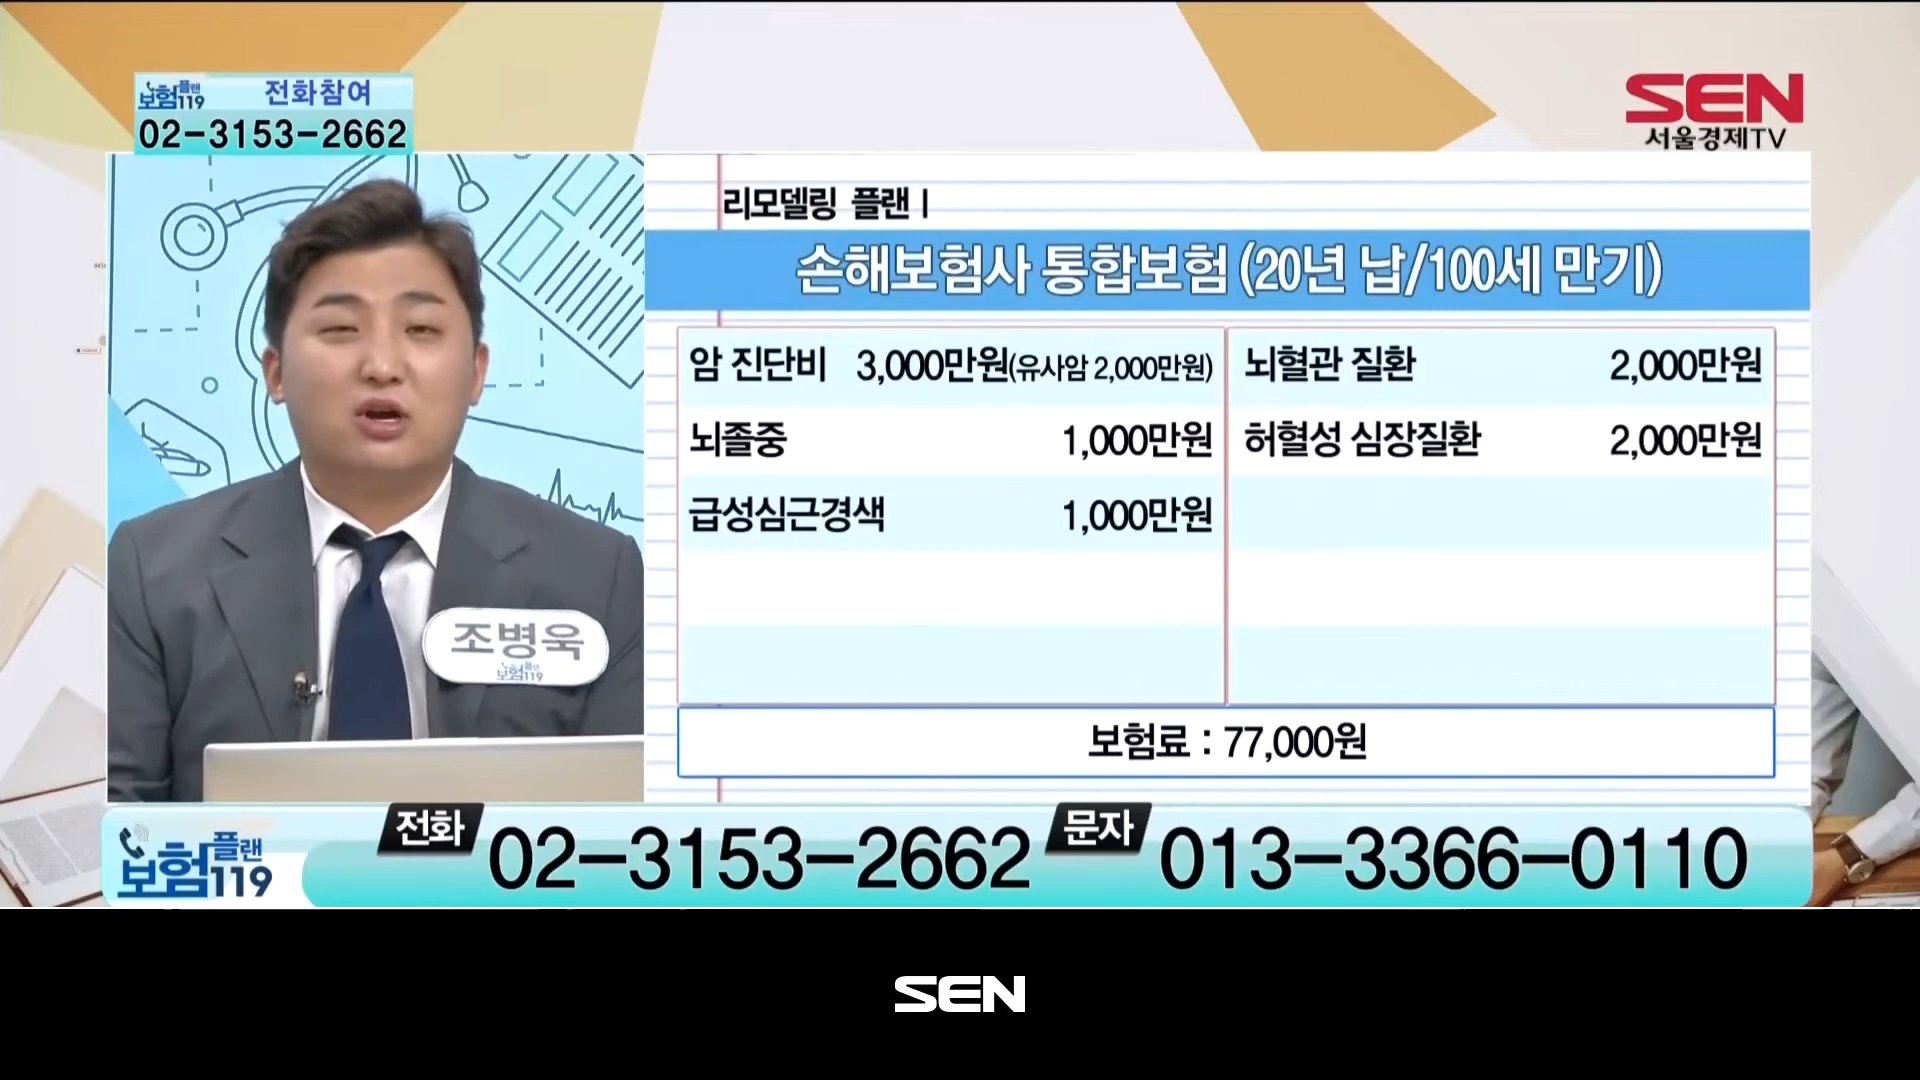 보험플랜119 전화참여
02-3153-2662
SEN
서울경제TV
리모델링 플랜 I
손해보험사 통합보험 (20년 납/100세 만기)
암 진단비 3,000만원(유사암 2,000만원)
뇌혈관 질환 2,000만원
뇌졸중 1,000만원
허혈성 심장질환 2,000만원
급성심근경색 1,000만원
보험료 : 77,000원
조병욱
보험플랜119
보험플랜119
전화 02-3153-2662 문자 013-3366-0110
SEN